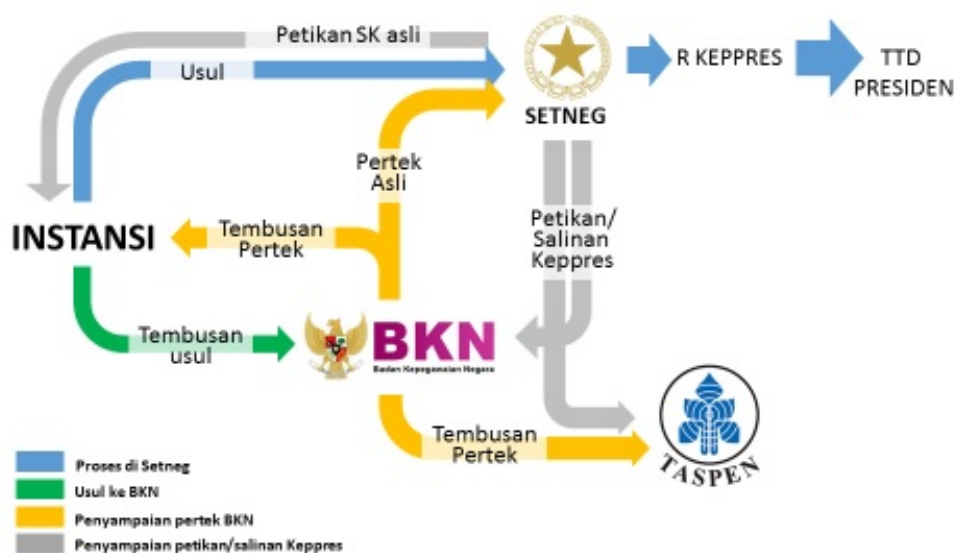 Petikan SK asli
Usul
SETNEG
R KEPPRES
TTD
PRESIDEN
Pertek
Asli
INSTANSI
Tembusan
Pertek
Petikan/
Salinan
Keppres
Tembusan
usul
BKN
Badan Kepegawaian Negara
Tembusan
Pertek
TASPEN
Proses di Setneg
Usul ke BKN
Penyampaian pertek BKN
Penyampaian petikan/salinan Keppres